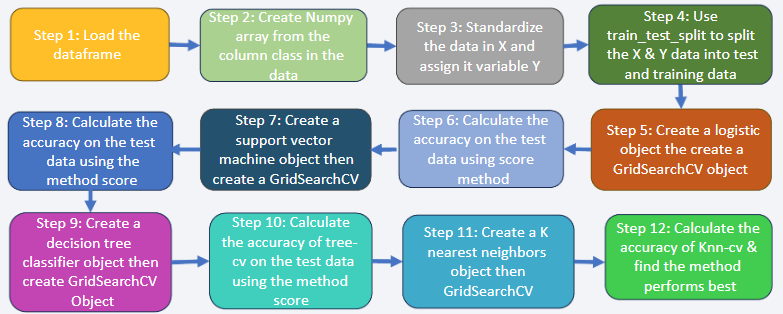 Step 1: Load the
dataframe
Step 2: Create Numpy
array from the
column class in the
data
Step 3: Standardize
the data in X and
assign it variable Y
Step 4: Use
train_test_split to split
the X & Y data into test
and training data
Step 5: Create a logistic
object the create a
GridSearchCV object
Step 6: Calculate the
accuracy on the test
data using score
method
Step 7: Create a
support vector
machine object then
create a GridSearchCV
Step 8: Calculate the
accuracy on the test
data using the
method score
Step 9: Create a
decision tree
classifier object then
create GridSearchCV
Object
Step 10: Calculate
the accuracy of tree-
cv on the test data
using the method
score
Step 11: Create a K
nearest neighbors
object then
GridSearchCV
Step 12: Calculate the
accuracy of Knn-cv &
find the method
performs best